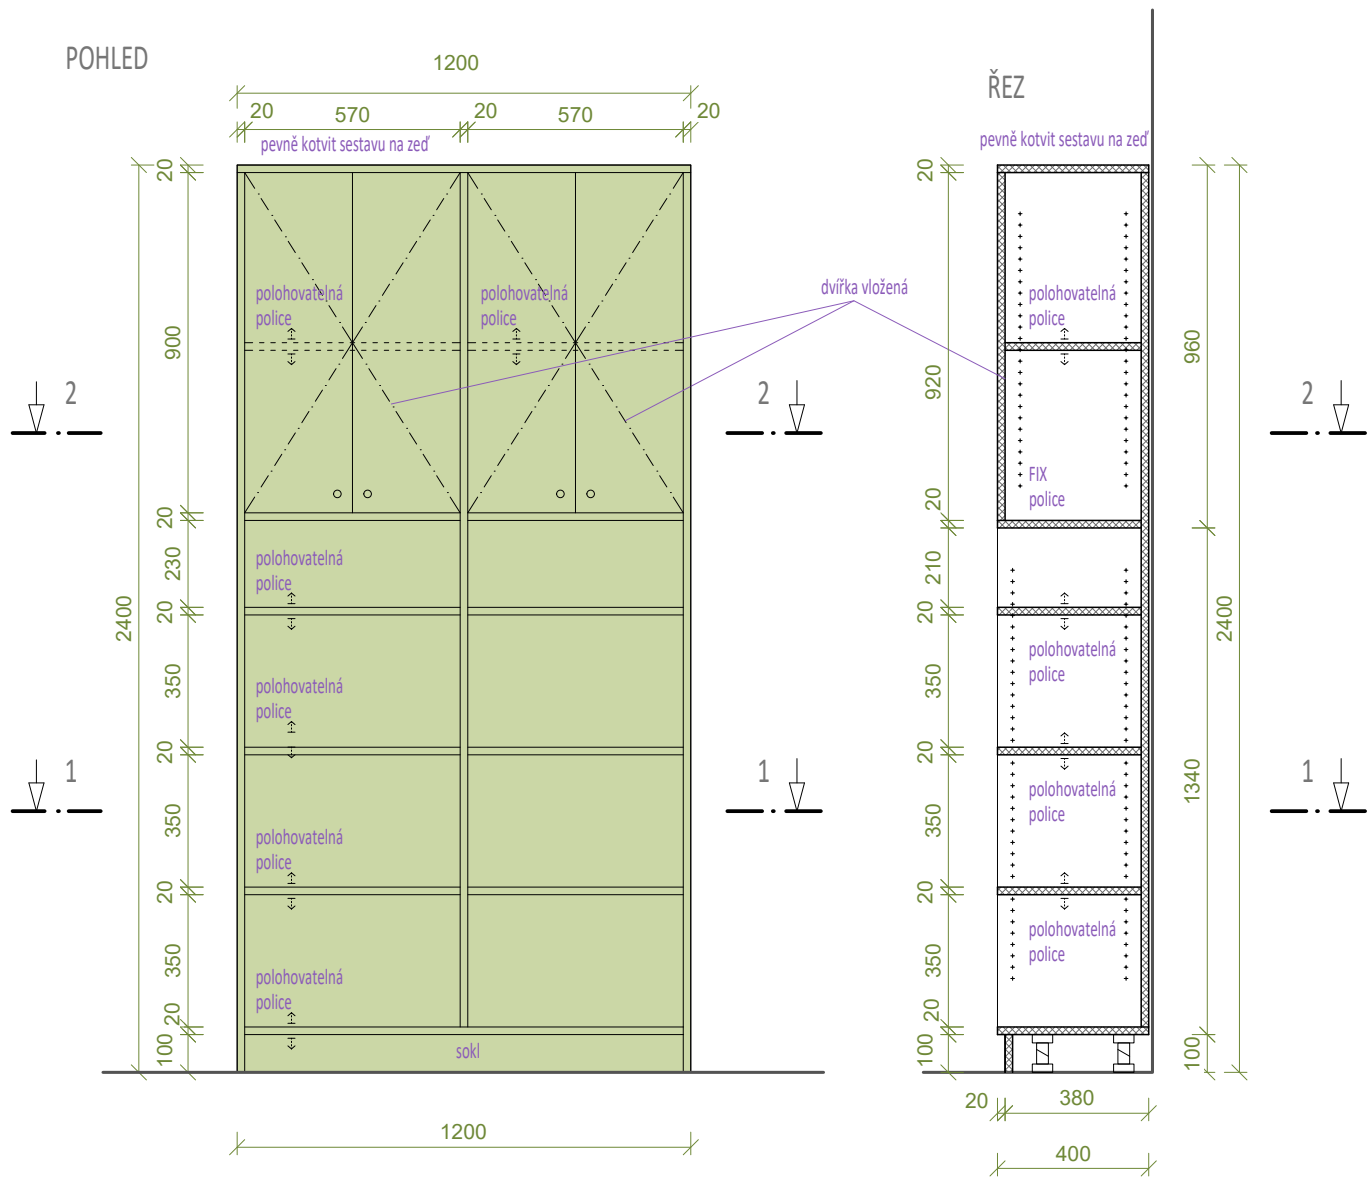 POHLED
1200
20
570
20
570
20
pevně kotvit sestavu na zeď
ŘEZ
pevně kotvit sestavu na zeď
20
900
20
230
20
350
20
350
20
350
20
100
2400
polohovatelná
police
polohovatelná
police
dvířka vložená
polohovatelná
police
polohovatelná
police
polohovatelná
police
polohovatelná
police
sokl
1200
2
2
2
1
1
1
20
920
20
210
20
350
20
350
20
350
20
100
polohovatelná
police
FIX
police
polohovatelná
police
polohovatelná
police
polohovatelná
police
960
1340
100
2400
20
380
400